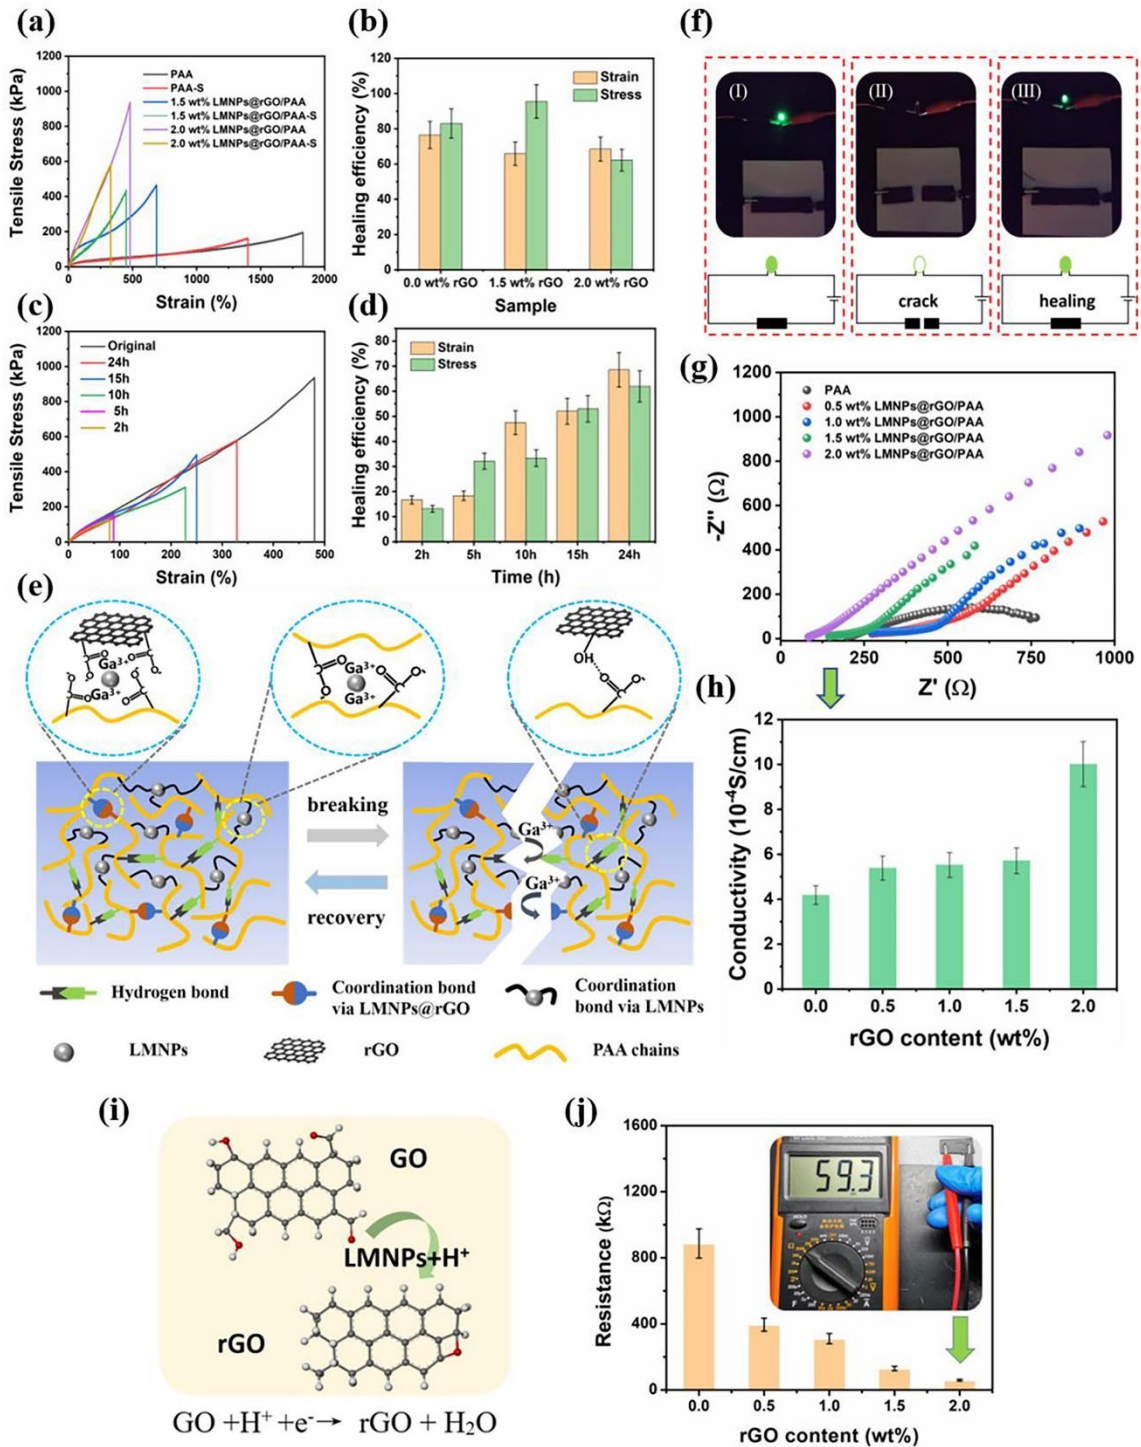 (a)
1200
1000
800
600
400
200
0
Tensile Stress (kPa)
PAA
PAA-S
1.5 wt% LMNPs@rGO/PAA
1.5 wt% LMNPs@rGO/PAA-S
2.0 wt% LMNPs@rGO/PAA
2.0 wt% LMNPs@rGO/PAA-S
0 500 1000 1500 2000
Strain (%)
(b)
120
100
80
60
40
20
0
Healing efficiency (%)
Strain
Stress
0.0 wt% rGO 1.5 wt% rGO 2.0 wt% rGO
Sample
(f)
(I)
(II)
(III)
crack
healing
(c)
1200
1000
800
600
400
200
0
Tensile Stress (kPa)
Original
24h
15h
10h
5h
2h
0 100 200 300 400 500
Strain (%)
(d)
80
70
60
50
40
30
20
10
0
Healing efficiency (%)
Strain
Stress
2h 5h 10h 15h 24h
Time (h)
(g)
1200
1000
800
600
400
200
0
-Z'' (Ω)
PAA
0.5 wt% LMNPs@rGO/PAA
1.0 wt% LMNPs@rGO/PAA
1.5 wt% LMNPs@rGO/PAA
2.0 wt% LMNPs@rGO/PAA
0 250 500 750 1000
Z' (Ω)
(e)
Ga³⁺
Ga³⁺
Ga³⁺
Ga³⁺
OH
breaking
recovery
Ga³⁺
Ga³⁺
Hydrogen bond
Coordination bond
via LMNPs@rGO
Coordination
bond via LMNPs
LMNPs
rGO
PAA chains
(h)
12
10
8
6
4
2
0
Conductivity (10⁻⁴S/cm)
0.0 0.5 1.0 1.5 2.0
rGO content (wt%)
(i)
GO
LMNPs+H⁺
rGO
GO +H⁺ +e⁻→ rGO + H₂O
(j)
1600
1200
800
400
0
Resistance (kΩ)
59.3
0.0 0.5 1.0 1.5 2.0
rGO content (wt%)